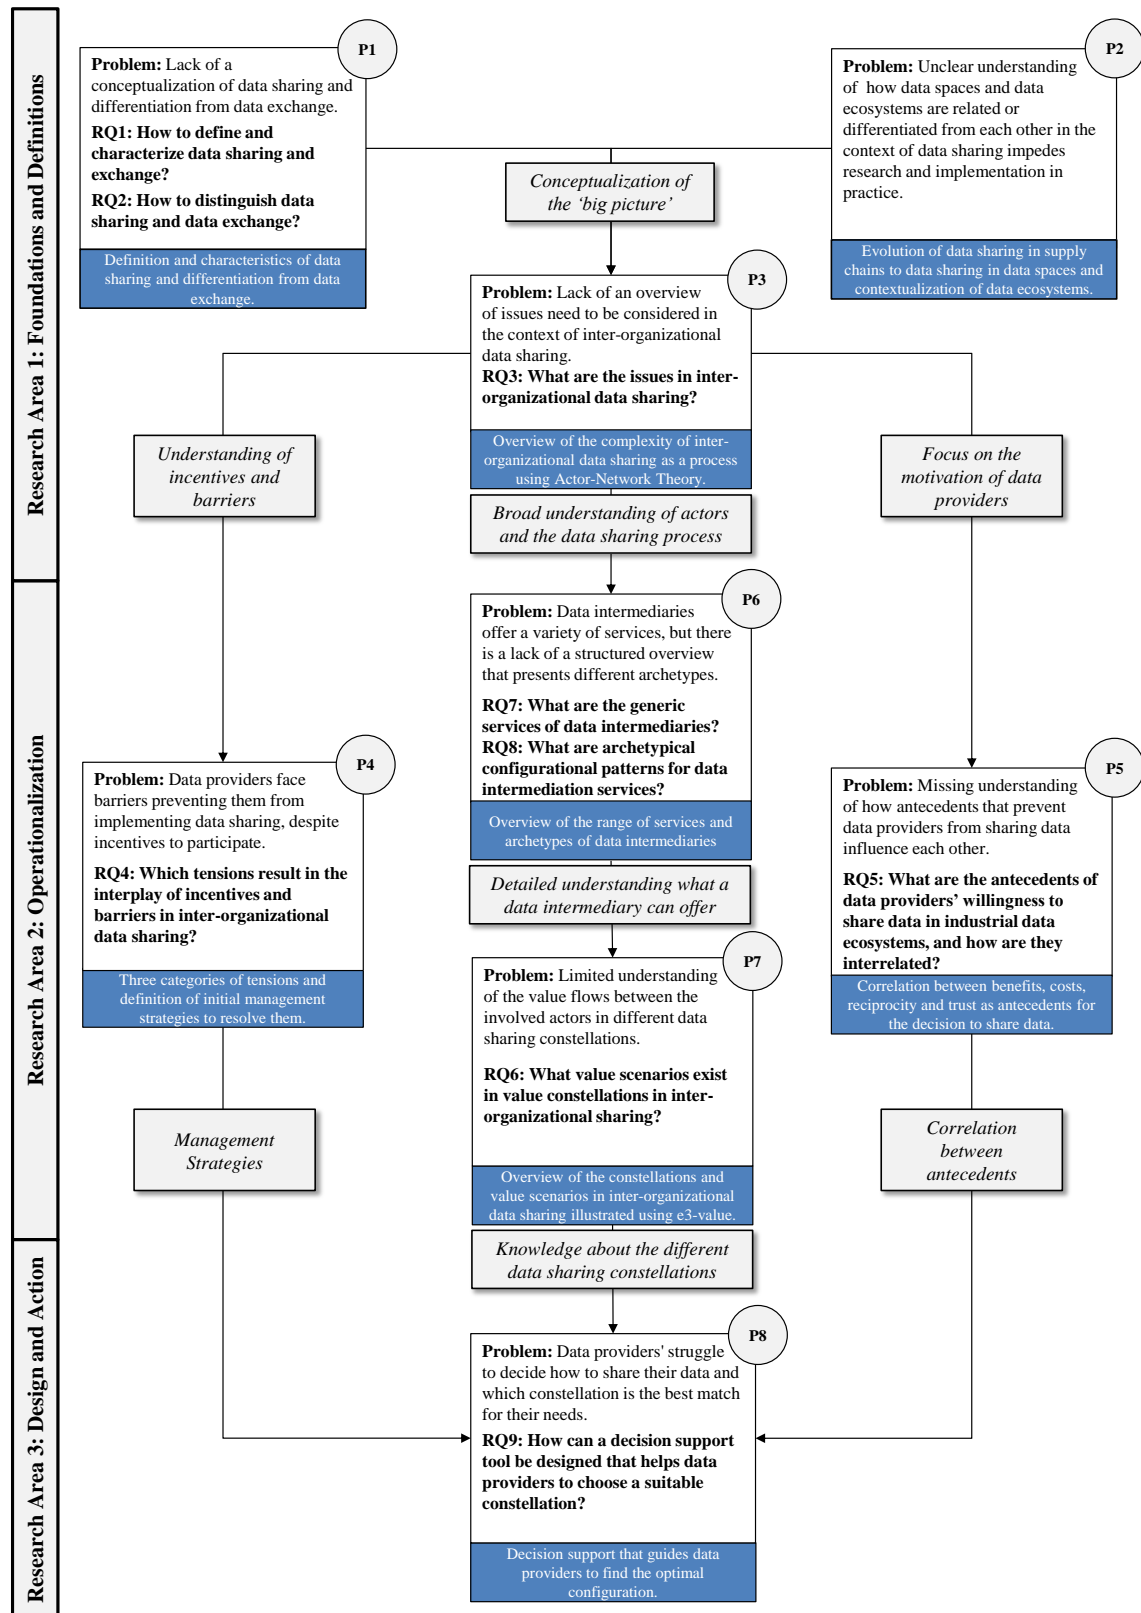 Research Area 1: Foundations and Definitions
P1
Problem: Lack of a
conceptualization of data sharing and
differentiation from data exchange.
RQ1: How to define and
characterize data sharing and
exchange?
RQ2: How to distinguish data
sharing and data exchange?
Definition and characteristics of data
sharing and differentiation from data
exchange.
P2
Problem: Unclear understanding
of how data spaces and data
ecosystems are related or
differentiated from each other in the
context of data sharing impedes
research and implementation in
practice.
Evolution of data sharing in supply
chains to data sharing in data spaces and
contextualization of data ecosystems.
Conceptualization of
the ‘big picture’
P3
Problem: Lack of an overview
of issues need to be considered in
the context of inter-organizational
data sharing.
RQ3: What are the issues in inter-
organizational data sharing?
Overview of the complexity of inter-
organizational data sharing as a process
using Actor-Network Theory.
Understanding of
incentives and
barriers
Focus on the
motivation of data
providers
Broad understanding of actors
and the data sharing process
Research Area 2: Operationalization
P6
Problem: Data intermediaries
offer a variety of services, but there
is a lack of a structured overview
that presents different archetypes.
RQ7: What are the generic
services of data intermediaries?
RQ8: What are archetypical
configurational patterns for data
intermediation services?
Overview of the range of services and
archetypes of data intermediaries
P4
Problem: Data providers face
barriers preventing them from
implementing data sharing, despite
incentives to participate.
RQ4: Which tensions result in the
interplay of incentives and
barriers in inter-organizational
data sharing?
Three categories of tensions and
definition of initial management
strategies to resolve them.
P5
Problem: Missing understanding
of how antecedents that prevent
data providers from sharing data
influence each other.
RQ5: What are the antecedents of
data providers’ willingness to
share data in industrial data
ecosystems, and how are they
interrelated?
Correlation between benefits, costs,
reciprocity and trust as antecedents for
the decision to share data.
Detailed understanding what a
data intermediary can offer
P7
Problem: Limited understanding
of the value flows between the
involved actors in different data
sharing constellations.
RQ6: What value scenarios exist
in value constellations in inter-
organizational sharing?
Overview of the constellations and
value scenarios in inter-organizational
data sharing illustrated using e3-value.
Management
Strategies
Correlation
between
antecedents
Knowledge about the different
data sharing constellations
Research Area 3: Design and Action
P8
Problem: Data providers' struggle
to decide how to share their data and
which constellation is the best match
for their needs.
RQ9: How can a decision support
tool be designed that helps data
providers to choose a suitable
constellation?
Decision support that guides data
providers to find the optimal
configuration.